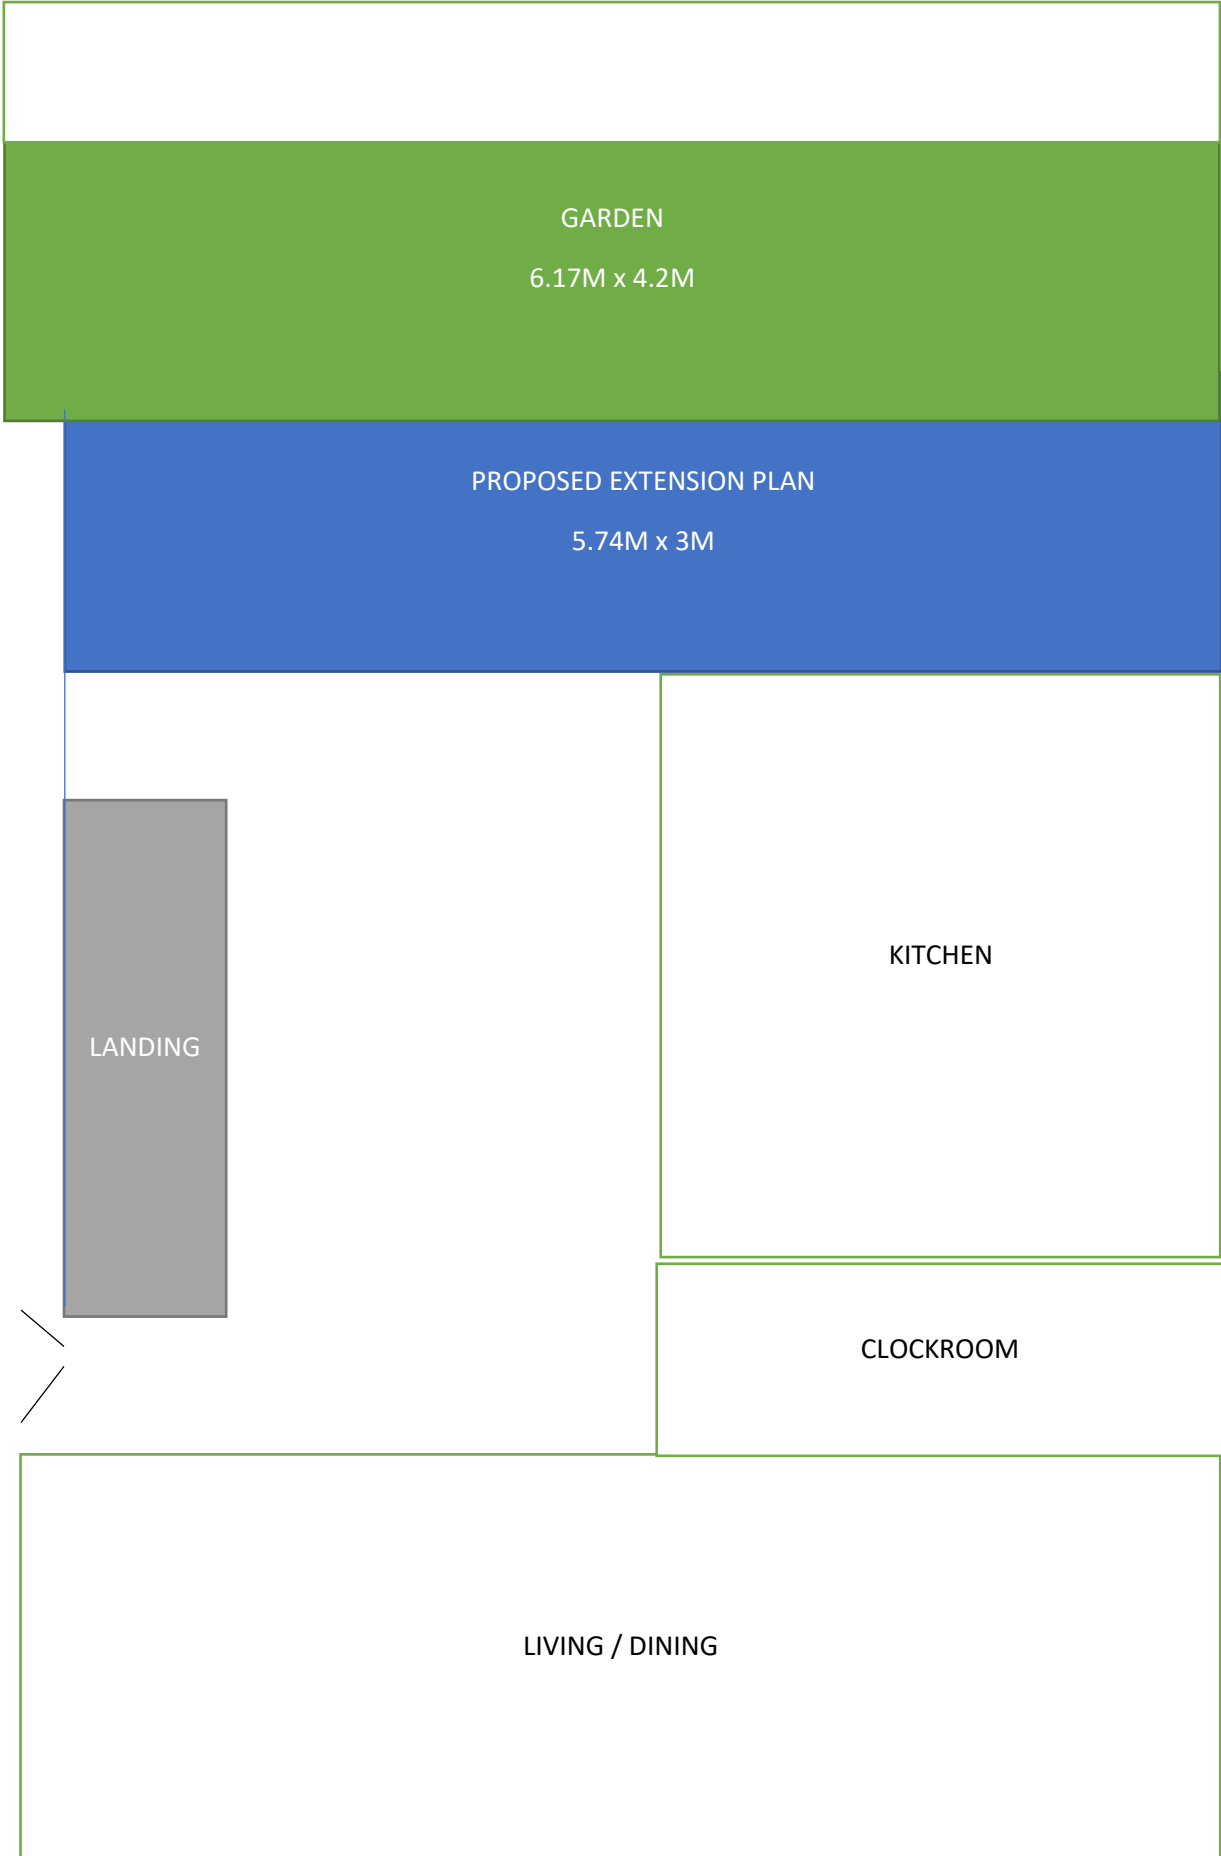 GARDEN
6.17M x 4.2M
PROPOSED EXTENSION PLAN
5.74M x 3M
KITCHEN
LANDING
CLOCKROOM
LIVING / DINING